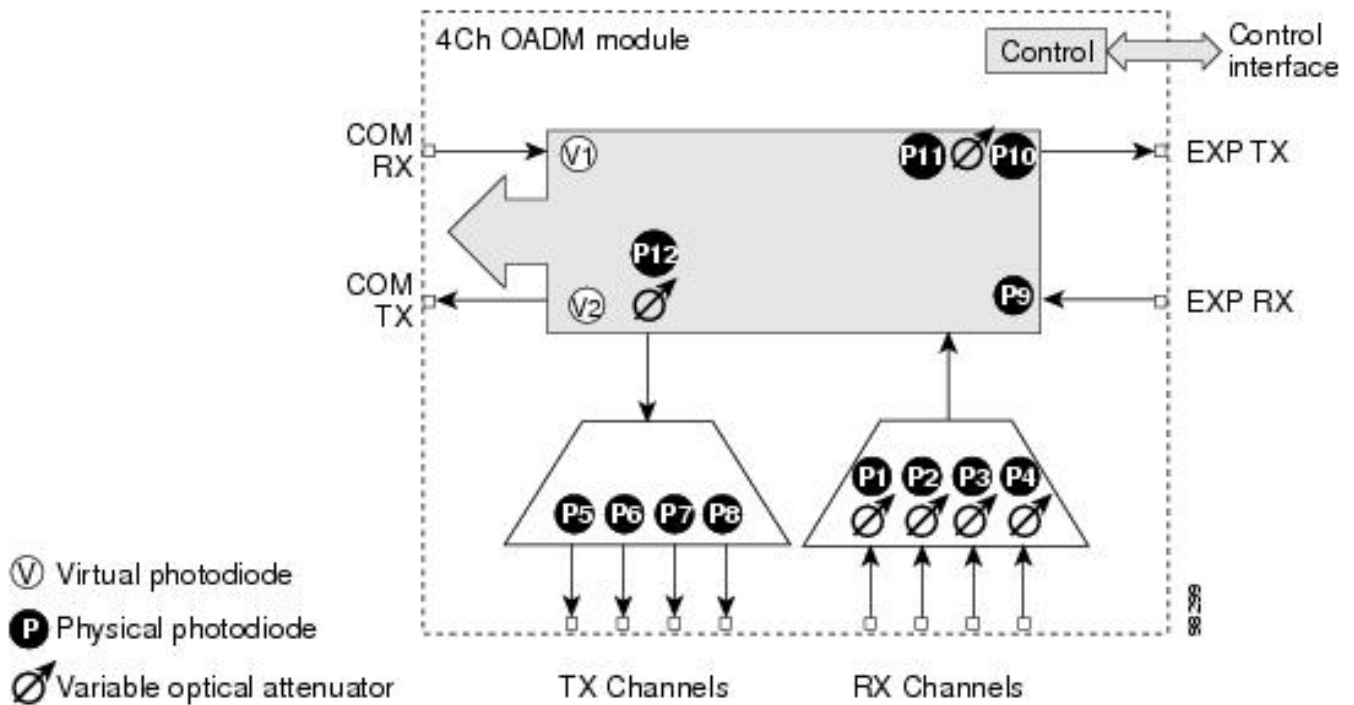 4Ch OADM module
Control
Control
interface
COM
RX
V1
P11
P10
EXP TX
P12
COM
TX
V2
P9
EXP RX
P1
P2
P3
P4
P5
P6
P7
P8
V Virtual photodiode
P Physical photodiode
Variable optical attenuator
TX Channels
RX Channels
98299